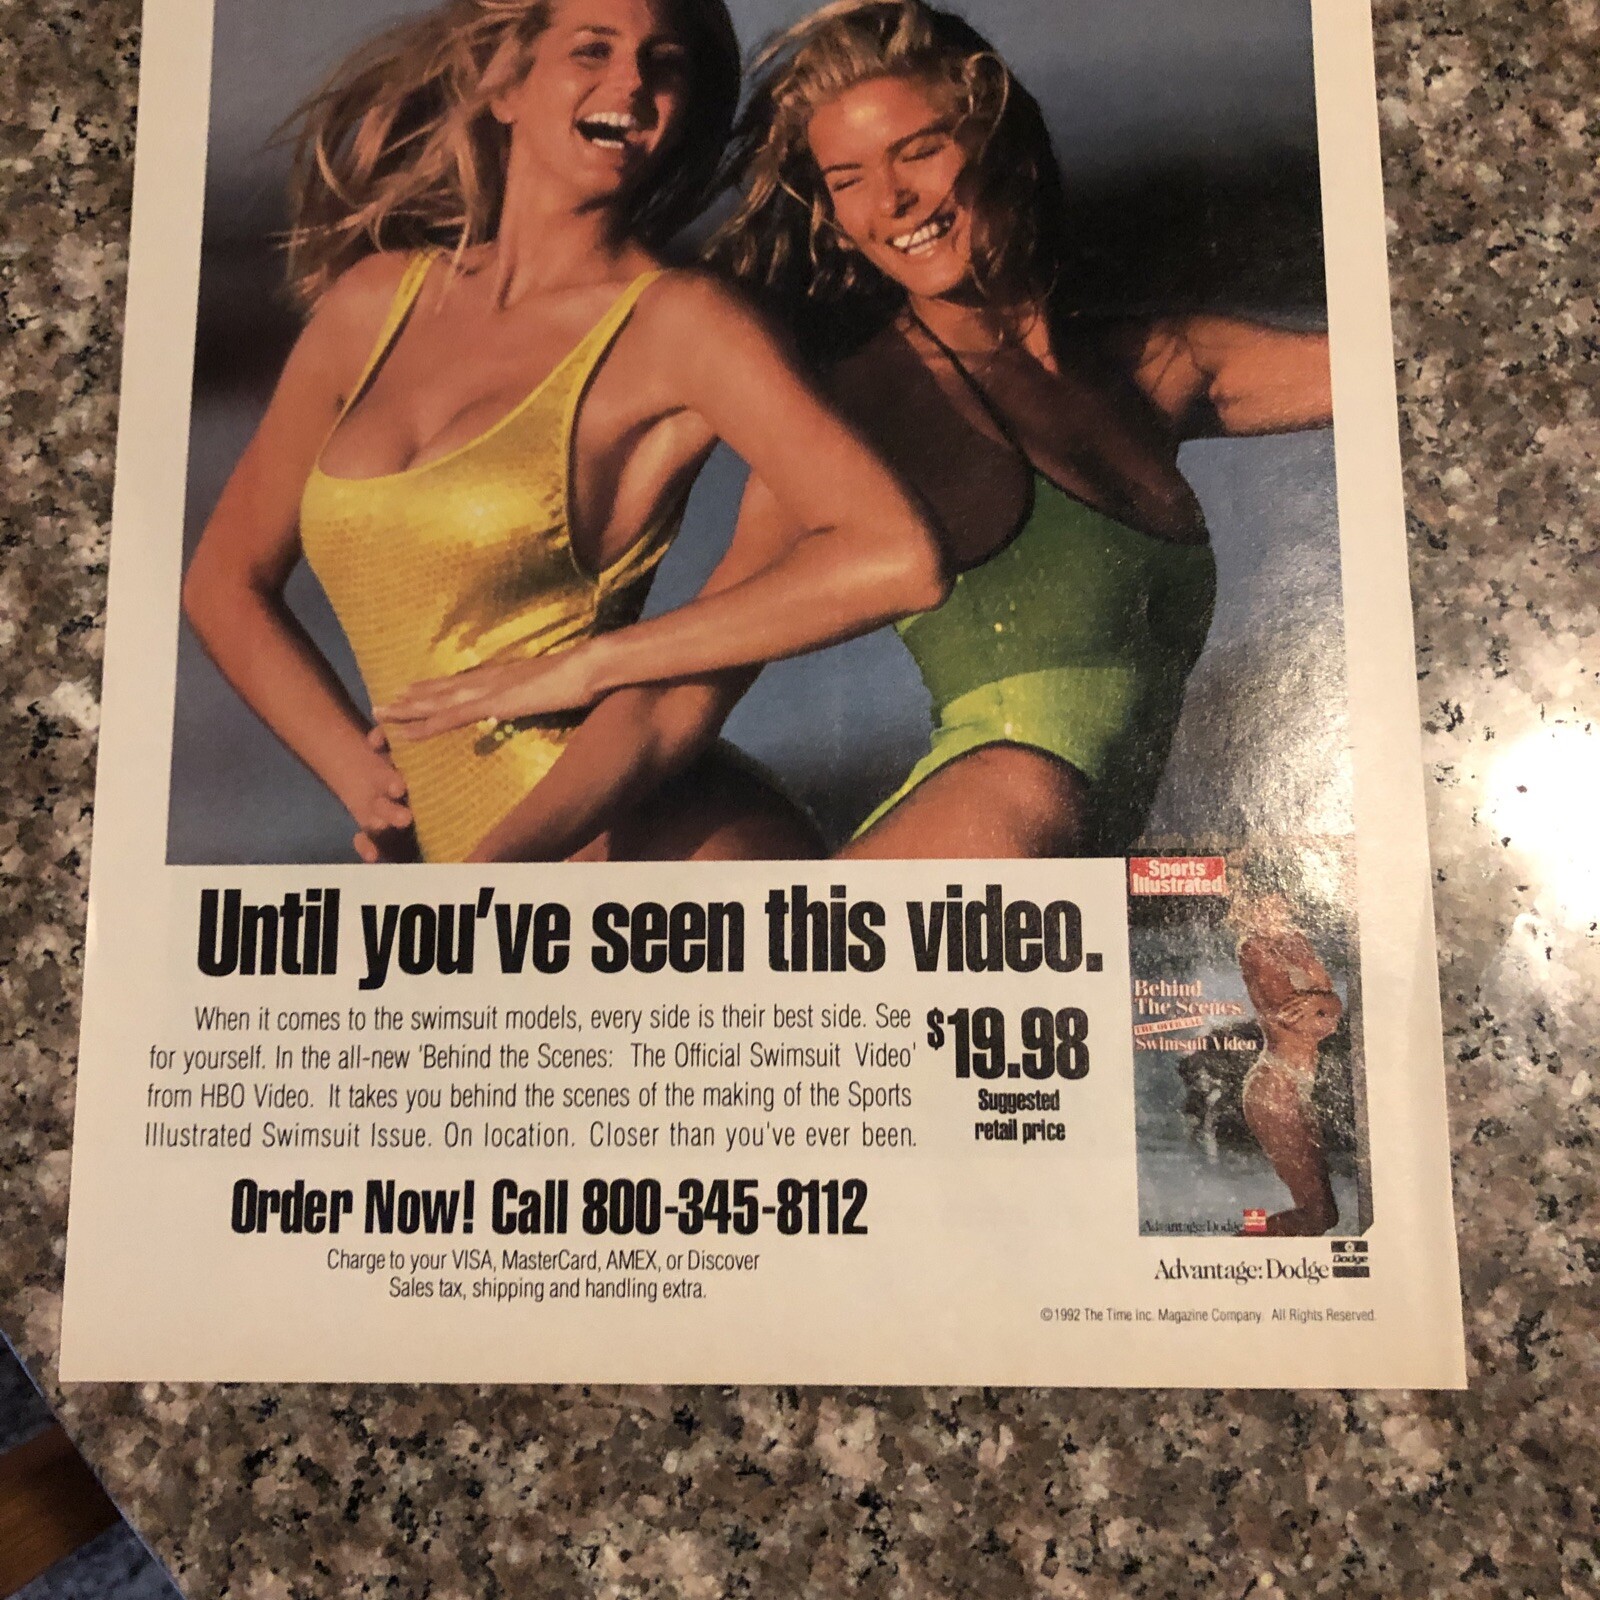 Until you've seen this video.
When it comes to the swimsuit models, every side is their best side. See
for yourself. In the all-new 'Behind the Scenes: The Official Swimsuit Video'
from HBO Video. It takes you behind the scenes of the making of the Sports
Illustrated Swimsuit Issue. On location. Closer than you've ever been.
$19.98
Suggested
retail price
Order Now! Call 800-345-8112
Charge to your VISA, MasterCard, AMEX, or Discover
Sales tax, shipping and handling extra.
Sports
Illustrated
Behind
The Scenes
THE OFFICIAL
Swimsuit Video
Advantage: Dodge
Advantage: Dodge
Dodge
©1992 The Time Inc. Magazine Company. All Rights Reserved.